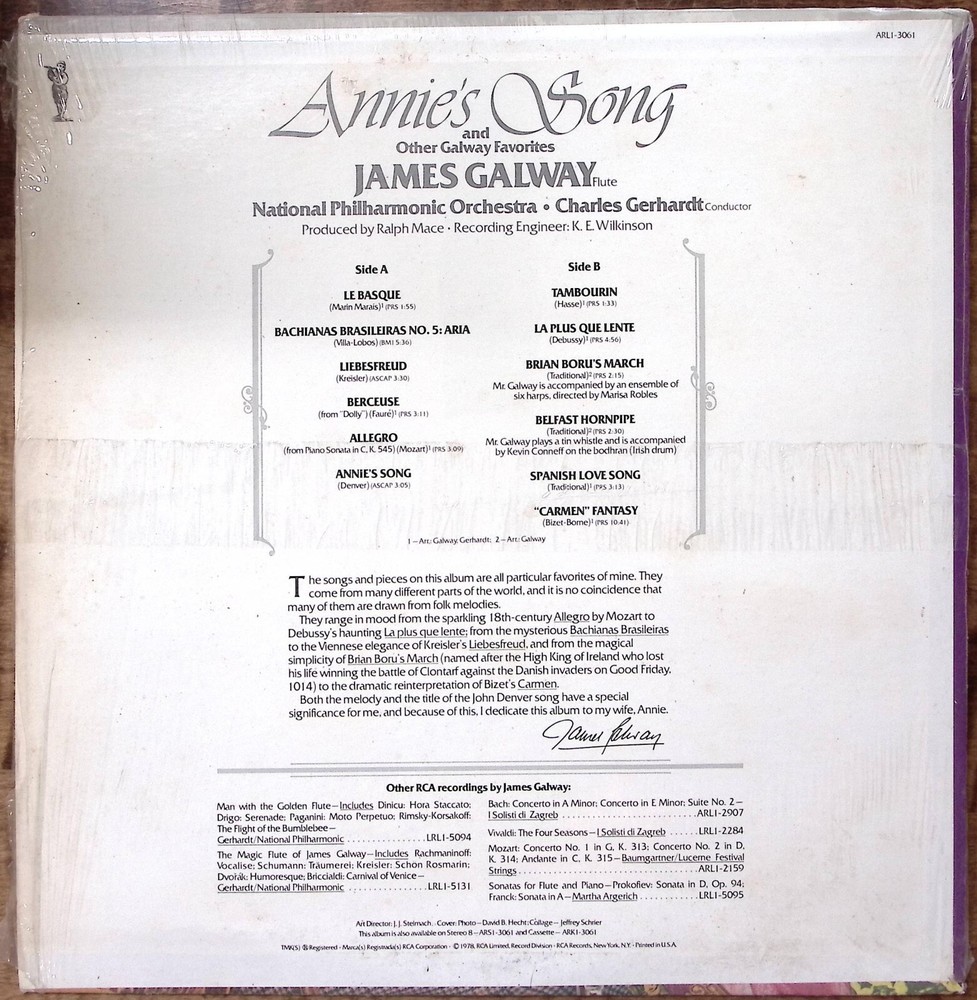 ARL1-3061
Annie's Song
and
Other Galway Favorites
JAMES GALWAY Flute
National Philharmonic Orchestra • Charles Gerhardt Conductor
Produced by Ralph Mace • Recording Engineer: K. E. Wilkinson
Side A
LE BASQUE
(Marin Marais)¹ (PRS 1:55)
BACHIANAS BRASILEIRAS NO. 5: ARIA
(Villa-Lobos) (BMI 5:36)
LIEBESFREUD
(Kreisler) (ASCAP 3:30)
BERCEUSE
(from "Dolly") (Fauré)¹ (PRS 3:11)
ALLEGRO
(from Piano Sonata in C, K. 545) (Mozart)¹ (PRS 3:09)
ANNIE'S SONG
(Denver) (ASCAP 3:05)
Side B
TAMBOURIN
(Hasse)¹ (PRS 1:33)
LA PLUS QUE LENTE
(Debussy)¹ (PRS 4:56)
BRIAN BORU'S MARCH
(Traditional)² (PRS 2:15)
Mr. Galway is accompanied by an ensemble of
six harps, directed by Marisa Robles
BELFAST HORNPIPE
(Traditional)² (PRS 2:30)
Mr. Galway plays a tin whistle and is accompanied
by Kevin Conneff on the bodhran (Irish drum)
SPANISH LOVE SONG
(Traditional)¹ (PRS 3:13)
"CARMEN" FANTASY
(Bizet-Borne)¹ (PRS 10:41)
1 – Arr.: Galway, Gerhardt; 2 – Arr.: Galway
The songs and pieces on this album are all particular favorites of mine. They
come from many different parts of the world, and it is no coincidence that
many of them are drawn from folk melodies.
They range in mood from the sparkling 18th-century Allegro by Mozart to
Debussy's haunting La plus que lente; from the mysterious Bachianas Brasileiras
to the Viennese elegance of Kreisler's Liebesfreud, and from the magical
simplicity of Brian Boru's March (named after the High King of Ireland who lost
his life winning the battle of Clontarf against the Danish invaders on Good Friday,
1014) to the dramatic reinterpretation of Bizet's Carmen.
Both the melody and the title of the John Denver song have a special
significance for me, and because of this, I dedicate this album to my wife, Annie.
James Galway
Other RCA recordings by James Galway:
Man with the Golden Flute—Includes Dinicu: Hora Staccato;
Drigo: Serenade; Paganini: Moto Perpetuo; Rimsky-Korsakoff:
The Flight of the Bumblebee—
Gerhardt/National Philharmonic ................ LRL1-5094
The Magic Flute of James Galway—Includes Rachmaninoff:
Vocalise; Schumann: Träumerei; Kreisler: Schön Rosmarin;
Dvořák: Humoresque; Briccialdi: Carnival of Venice—
Gerhardt/National Philharmonic ................ LRL1-5131
Bach: Concerto in A Minor; Concerto in E Minor; Suite No. 2—
I Solisti di Zagreb ............................ ARL1-2907
Vivaldi: The Four Seasons—I Solisti di Zagreb ...... LRL1-2284
Mozart: Concerto No. 1 in G, K. 313; Concerto No. 2 in D,
K. 314; Andante in C, K. 315—Baumgartner/Lucerne Festival
Strings .................................... ARL1-2159
Sonatas for Flute and Piano—Prokofiev: Sonata in D, Op. 94;
Franck: Sonata in A—Martha Argerich ............ LRL1-5095
Art Director: J. J. Stelmach · Cover: Photo—David B. Hecht; Collage—Jeffrey Schrier
This album is also available on Stereo 8—ARS1-3061 and Cassette—ARK1-3061
TMK(S) ® Registered · Marca(s) Registrada(s) RCA Corporation · © 1978, RCA Limited, Record Division · RCA Records, New York, N.Y. · Printed in U.S.A.